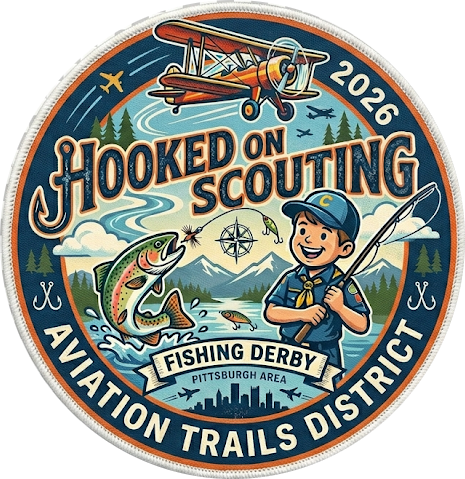 2026
HOOKED ON
SCOUTING
C
FISHING DERBY
PITTSBURGH AREA
AVIATION TRAILS DISTRICT